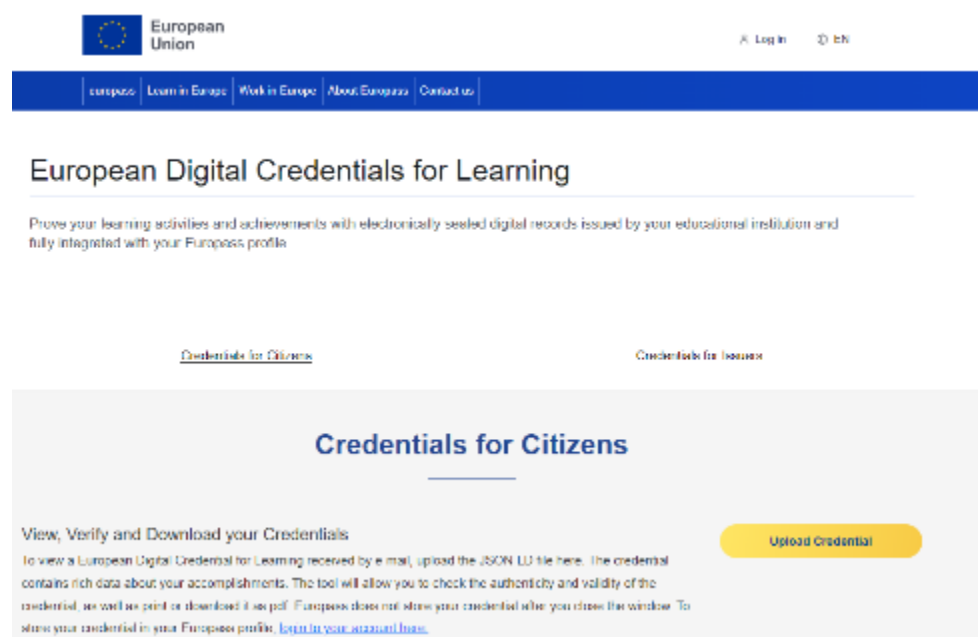 European
Union
Log in EN
europass Learn in Europe Work in Europe About Europass Contact us
European Digital Credentials for Learning
Prove your learning activities and achievements with electronically sealed digital records issued by your educational institution and
fully integrated with your Europass profile
Credentials for Citizens Credentials for Issuers
Credentials for Citizens
View, Verify and Download your Credentials
Upload Credential
To view a European Digital Credential for Learning received by e mail, upload the JSON LD file here. The credential
contains rich data about your accomplishments. The tool will allow you to check the authenticity and validity of the
credential, as well as print or download it as pdf. Europass does not store your credential after you close the window. To
store your credential in your Europass profile, login to your account here.